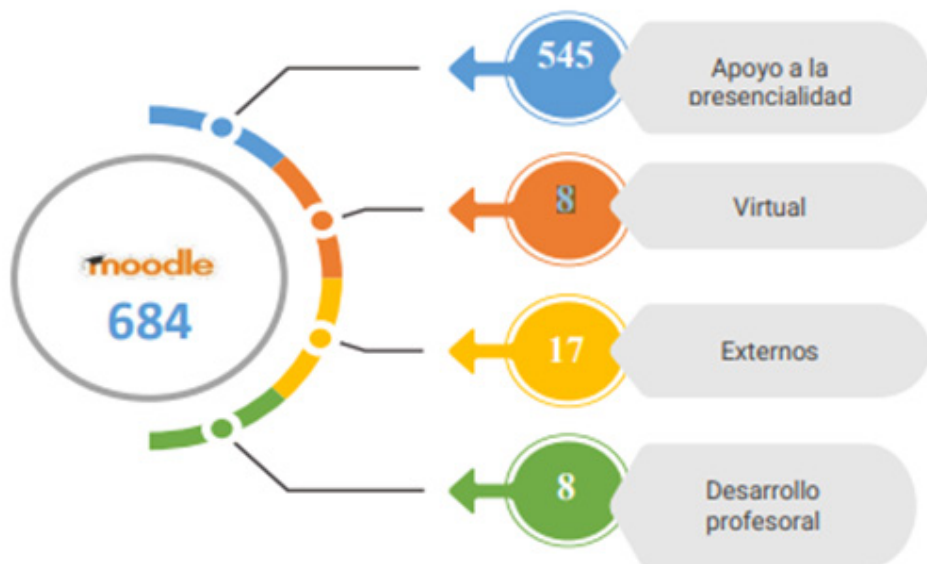 545
Apoyo a la
presencialidad
8
Virtual
moodle
684
17
Externos
8
Desarrollo
profesoral